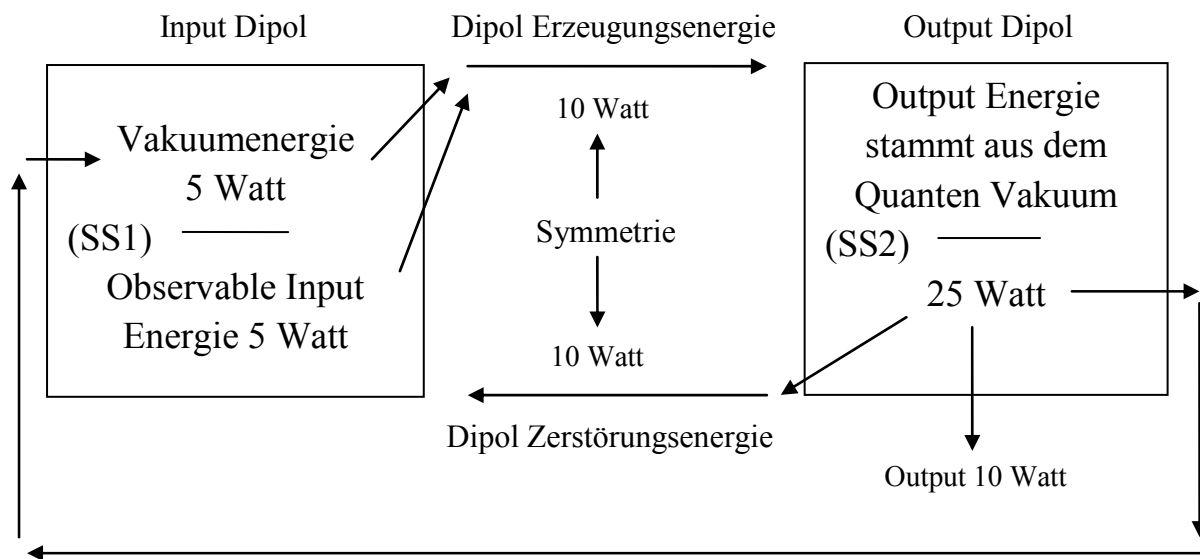 Input Dipol
Dipol Erzeugungsenergie
Output Dipol
Vakuumenergie
5 Watt
(SS1)
Observable Input
Energie 5 Watt
10 Watt
Symmetrie
10 Watt
Dipol Zerstörungsenergie
Output Energie
stammt aus dem
Quanten Vakuum
(SS2)
25 Watt
Output 10 Watt